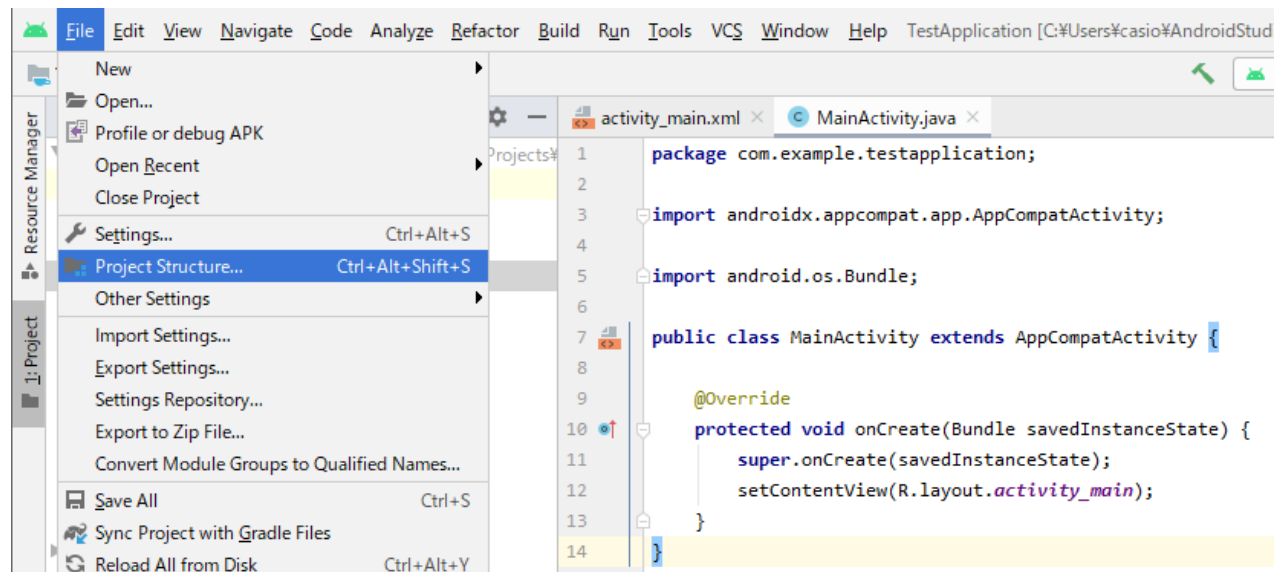 File Edit View Navigate Code Analyze Refactor Build Run Tools VCS Window Help TestApplication [C:¥Users¥casio¥AndroidStud
New
Open...
Profile or debug APK
Open Recent
Close Project
Settings... Ctrl+Alt+S
Project Structure... Ctrl+Alt+Shift+S
Other Settings
Import Settings...
Export Settings...
Settings Repository...
Export to Zip File...
Convert Module Groups to Qualified Names...
Save All Ctrl+S
Sync Project with Gradle Files
Reload All from Disk Ctrl+Alt+Y
Resource Manager
1: Project
Projects¥
activity_main.xml
MainActivity.java
1 package com.example.testapplication;
2
3 import androidx.appcompat.app.AppCompatActivity;
4
5 import android.os.Bundle;
6
7 public class MainActivity extends AppCompatActivity {
8
9 @Override
10 protected void onCreate(Bundle savedInstanceState) {
11 super.onCreate(savedInstanceState);
12 setContentView(R.layout.activity_main);
13 }
14 }